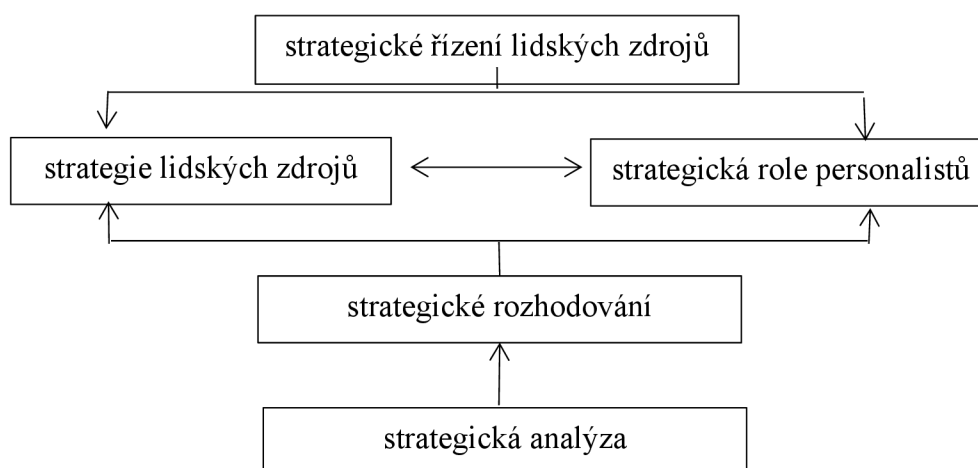 strategické řízení lidských zdrojů
strategie lidských zdrojů
strategická role personalistů
strategické rozhodování
strategická analýza